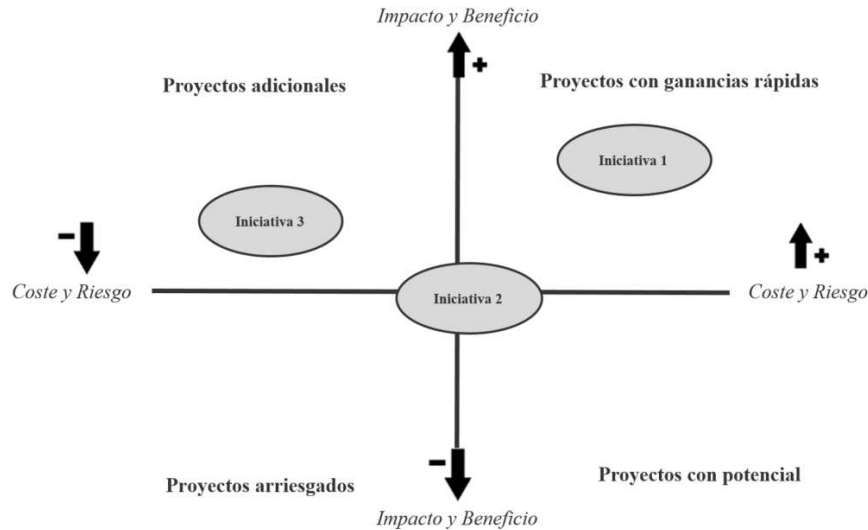 Impacto y Beneficio
+
Proyectos adicionales
Proyectos con ganancias rápidas
Iniciativa 1
Iniciativa 3
-
+
Coste y Riesgo
Iniciativa 2
Coste y Riesgo
-
Proyectos arriesgados
Proyectos con potencial
Impacto y Beneficio